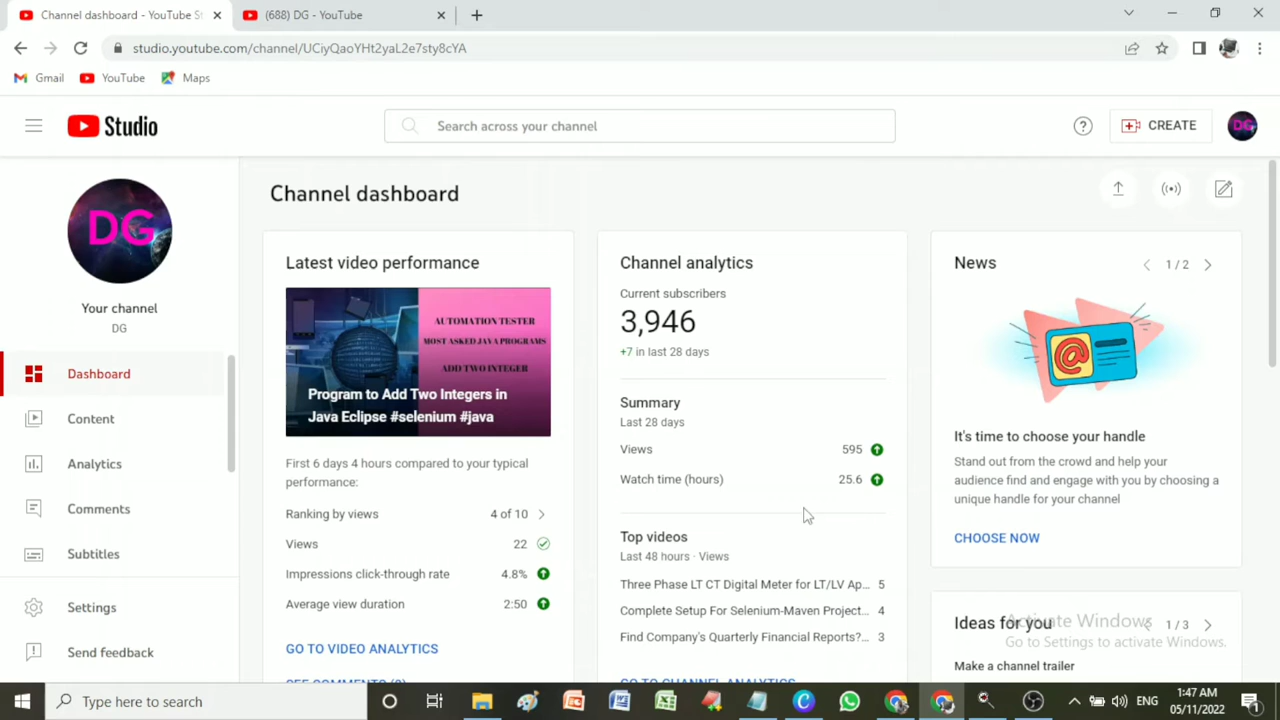 Channel dashboard - YouTube St
(688) DG - YouTube
studio.youtube.com/channel/UCiyQaoYHt2yaL2e7sty8cYA
Gmail
YouTube
Maps
Studio
Search across your channel
CREATE
DG
DG
Your channel
DG
Dashboard
Content
Analytics
Comments
Subtitles
Settings
Send feedback
Channel dashboard
Latest video performance
AUTOMATION TESTER
MOST ASKED JAVA PROGRAMS
ADD TWO INTEGER
Program to Add Two Integers in
Java Eclipse #selenium #java
First 6 days 4 hours compared to your typical
performance:
Ranking by views 4 of 10
Views 22
Impressions click-through rate 4.8%
Average view duration 2:50
GO TO VIDEO ANALYTICS
SEE COMMENTS (0)
Channel analytics
Current subscribers
3,946
+7 in last 28 days
Summary
Last 28 days
Views 595
Watch time (hours) 25.6
Top videos
Last 48 hours · Views
Three Phase LT CT Digital Meter for LT/LV Ap... 5
Complete Setup For Selenium-Maven Project... 4
Find Company's Quarterly Financial Reports?... 3
GO TO CHANNEL ANALYTICS
News 1 / 2
It's time to choose your handle
Stand out from the crowd and help your
audience find and engage with you by choosing a
unique handle for your channel
CHOOSE NOW
Ideas for you 1 / 3
Make a channel trailer
Activate Windows
Go to Settings to activate Windows.
Type here to search
ENG
1:47 AM
05/11/2022
1